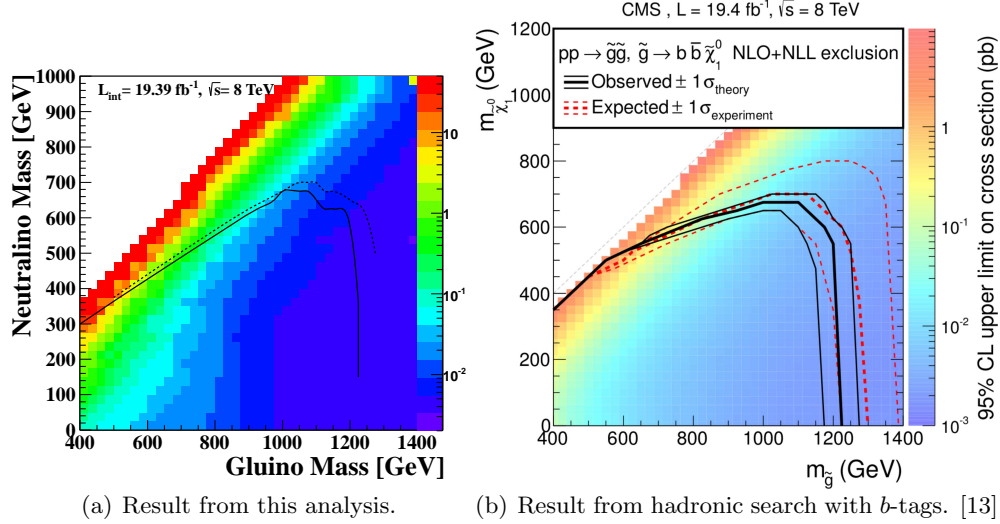 L_int= 19.39 fb⁻¹, √s= 8 TeV
Neutralino Mass [GeV]
1000
900
800
700
600
500
400
300
200
100
0
400 600 800 1000 1200 1400
Gluino Mass [GeV]
10
1
10⁻¹
10⁻²
(a) Result from this analysis.
CMS , L = 19.4 fb⁻¹, √s = 8 TeV
pp → g̃g̃, g̃ → b b̅ χ̃₁⁰ NLO+NLL exclusion
Observed ± 1σ_theory
Expected ± 1σ_experiment
m_χ̃₁⁰ (GeV)
1200
1000
800
600
400
200
0
400 600 800 1000 1200 1400
m_g̃ (GeV)
1
10⁻¹
10⁻²
10⁻³
95% CL upper limit on cross section (pb)
(b) Result from hadronic search with b-tags. [13]